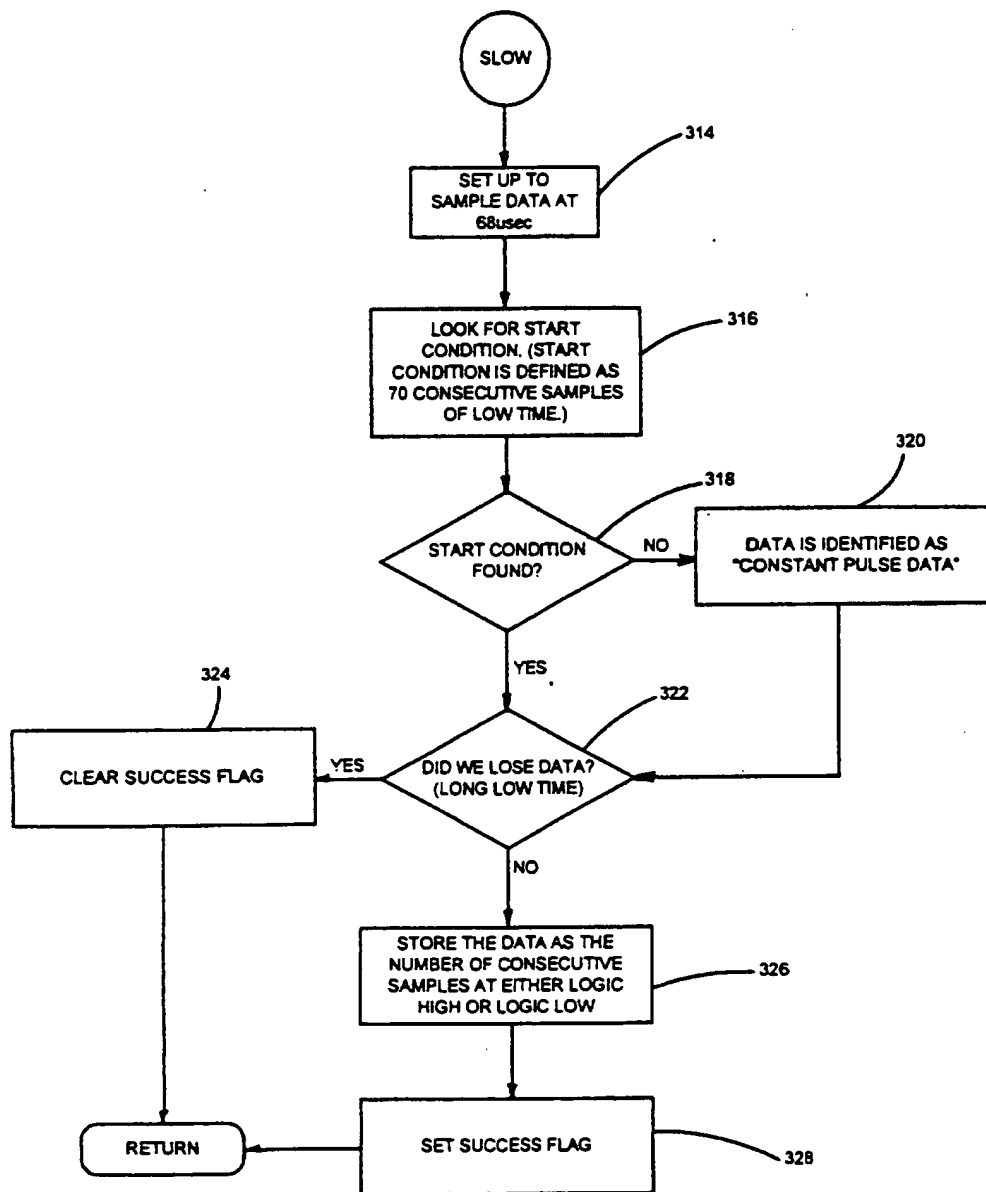 SLOW
314
SET UP TO
SAMPLE DATA AT
68usec
316
LOOK FOR START
CONDITION. (START
CONDITION IS DEFINED AS
70 CONSECUTIVE SAMPLES
OF LOW TIME.)
318
START CONDITION
FOUND?
NO
320
DATA IS IDENTIFIED AS
"CONSTANT PULSE DATA"
YES
322
324
DID WE LOSE DATA?
(LONG LOW TIME)
YES
CLEAR SUCCESS FLAG
NO
STORE THE DATA AS THE
NUMBER OF CONSECUTIVE
SAMPLES AT EITHER LOGIC
HIGH OR LOGIC LOW
326
SET SUCCESS FLAG
328
RETURN